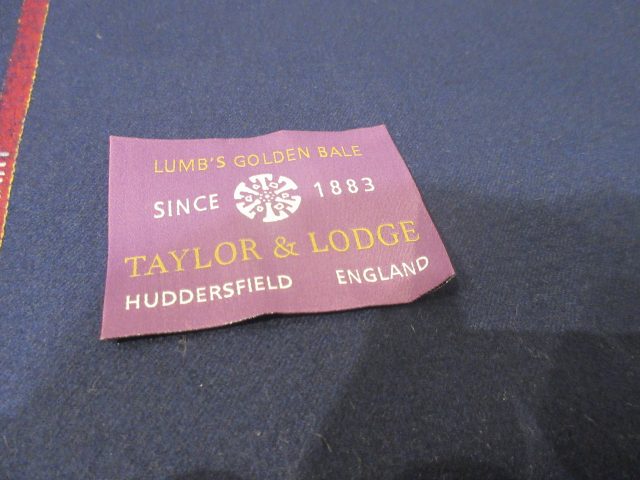 LUMB'S GOLDEN BALE
SINCE 1883
TAYLOR & LODGE
HUDDERSFIELD ENGLAND